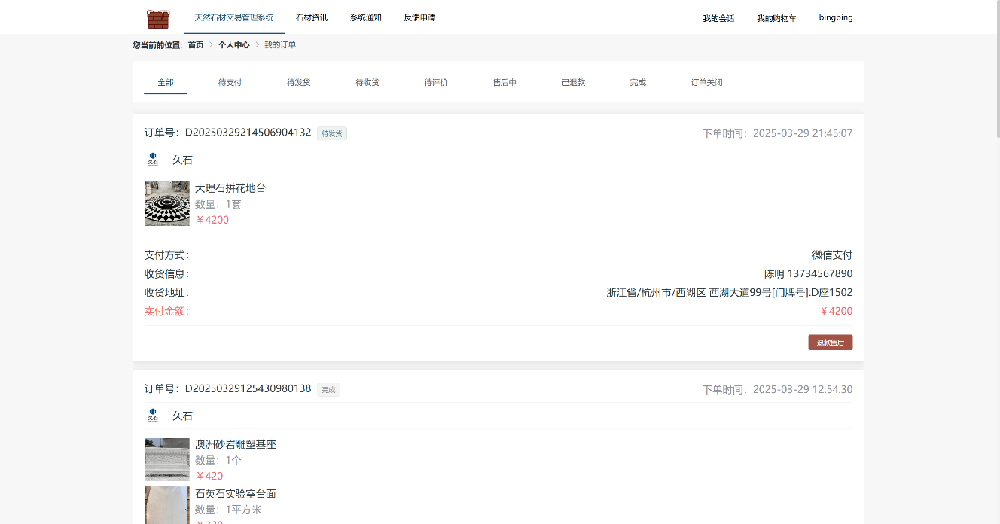 天然石材交易管理系统 石材资讯 系统通知 反馈申请 我的会话 我的购物车 bingbing
您当前的位置: 首页 > 个人中心 > 我的订单
全部 待支付 待发货 待收货 待评价 售后中 已退款 完成 订单关闭
订单号：D20250329214506904132 待发货 下单时间：2025-03-29 21:45:07
久石 久石
大理石拼花地台
数量：1套
￥4200
支付方式： 微信支付
收货信息： 陈明 13734567890
收货地址： 浙江省/杭州市/西湖区 西湖大道99号[门牌号]:D座1502
实付金额： ￥4200
退款售后
订单号：D20250329125430980138 完成 下单时间：2025-03-29 12:54:30
久石 久石
澳洲砂岩雕塑基座
数量：1个
￥420
石英石实验室台面
数量：1平方米